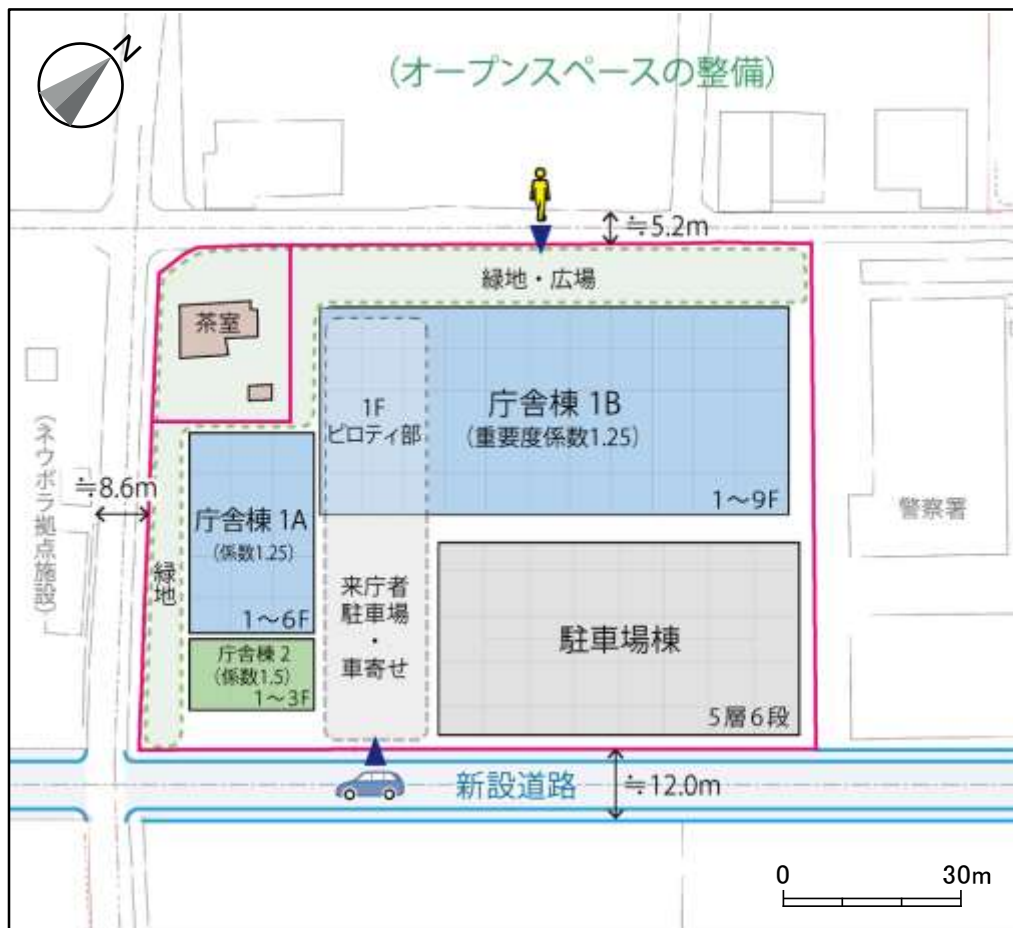 N
(オープンスペースの整備)
≒5.2m
緑地・広場
茶室
1F
ピロティ部
庁舎棟 1B
(重要度係数1.25)
1～9F
(ネウボラ拠点施設)
≒8.6m
庁舎棟 1A
(係数1.25)
1～6F
緑地
警察署
来庁者
駐車場
・
車寄せ
駐車場棟
5層6段
庁舎棟 2
(係数1.5)
1～3F
新設道路
≒12.0m
0
30m